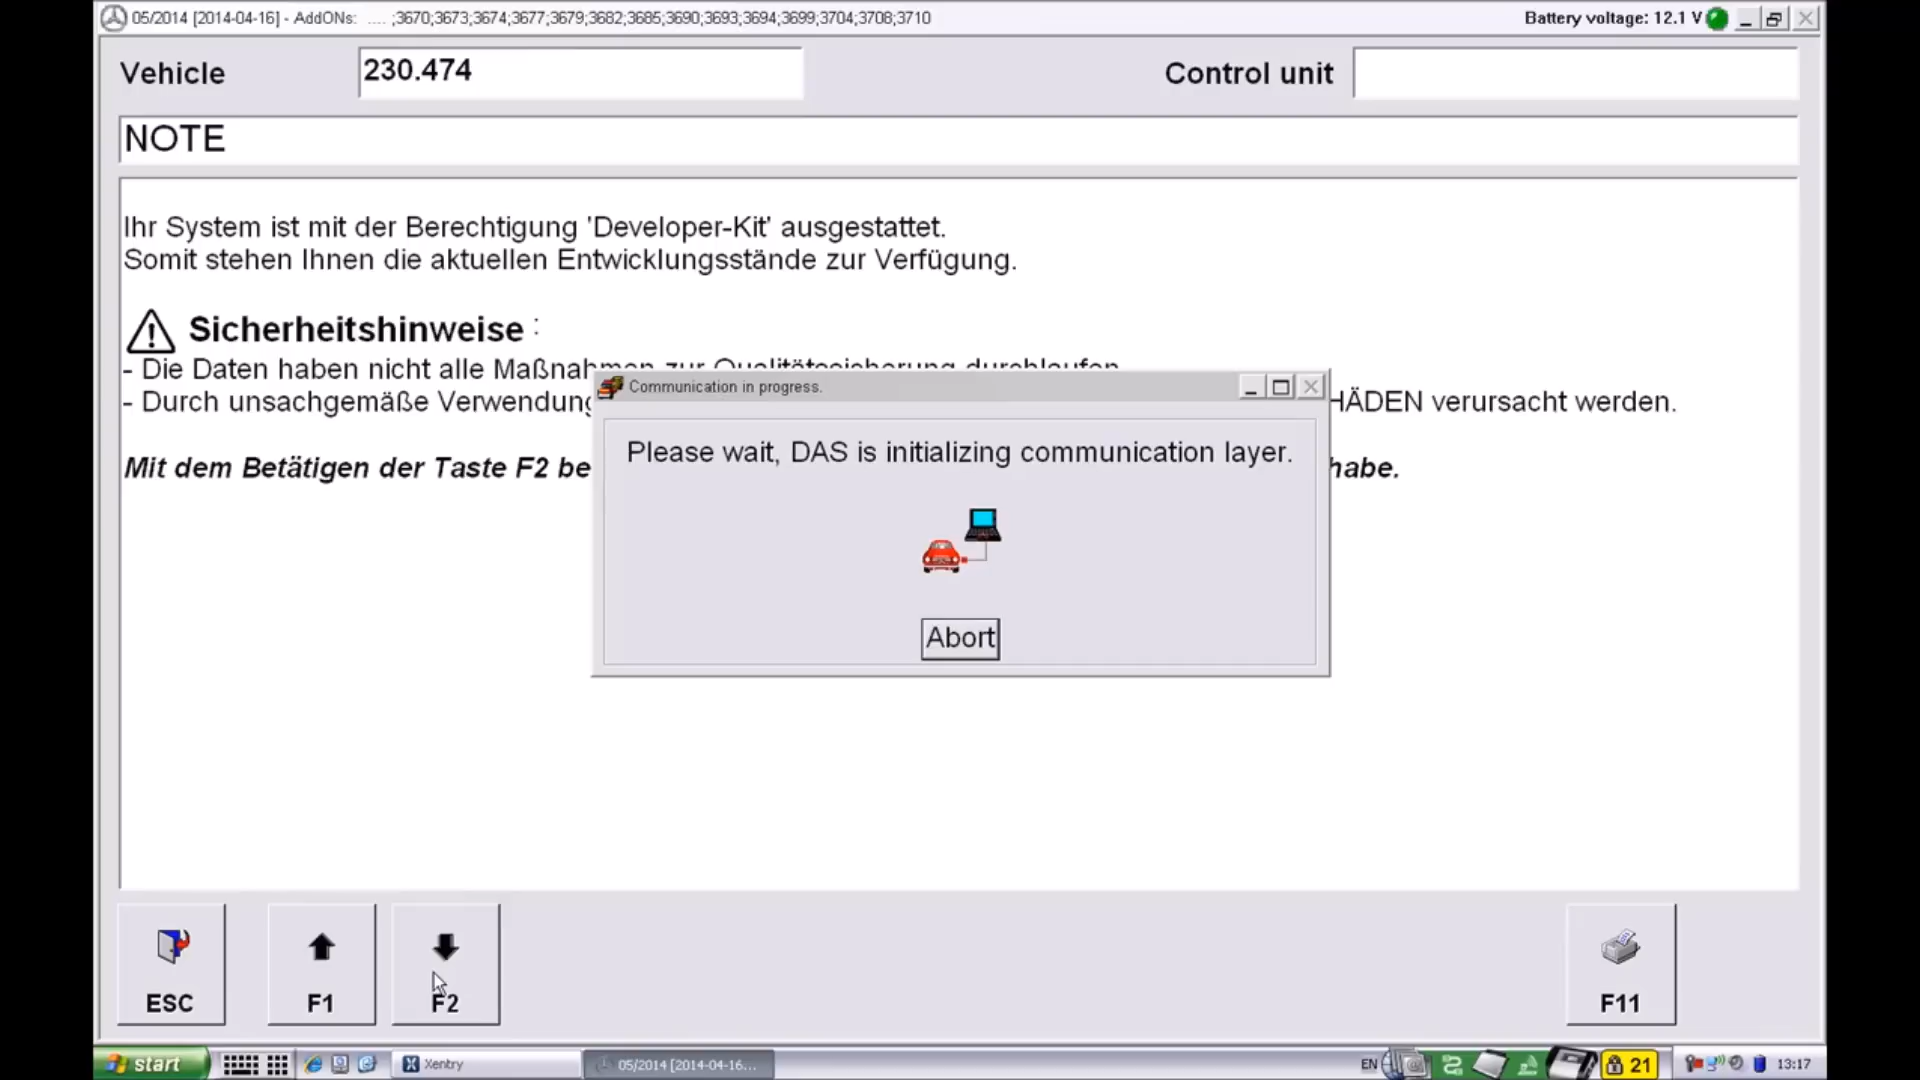 05/2014 [2014-04-16] - AddONs: .... ;3670;3673;3674;3677;3679;3682;3685;3690;3693;3694;3699;3704;3708;3710
Battery voltage: 12.1 V
Vehicle
230.474
Control unit
NOTE
Ihr System ist mit der Berechtigung 'Developer-Kit' ausgestattet.
Somit stehen Ihnen die aktuellen Entwicklungsstände zur Verfügung.
Sicherheitshinweise :
- Die Daten haben nicht alle Maßnahmen zur Qualitätssicherung durchlaufen
- Durch unsachgemäße Verwendung HÄDEN verursacht werden.
Mit dem Betätigen der Taste F2 be habe.
Communication in progress.
Please wait, DAS is initializing communication layer.
Abort
ESC
F1
F2
F11
start
Xentry
05/2014 [2014-04-16...
EN
21
13:17